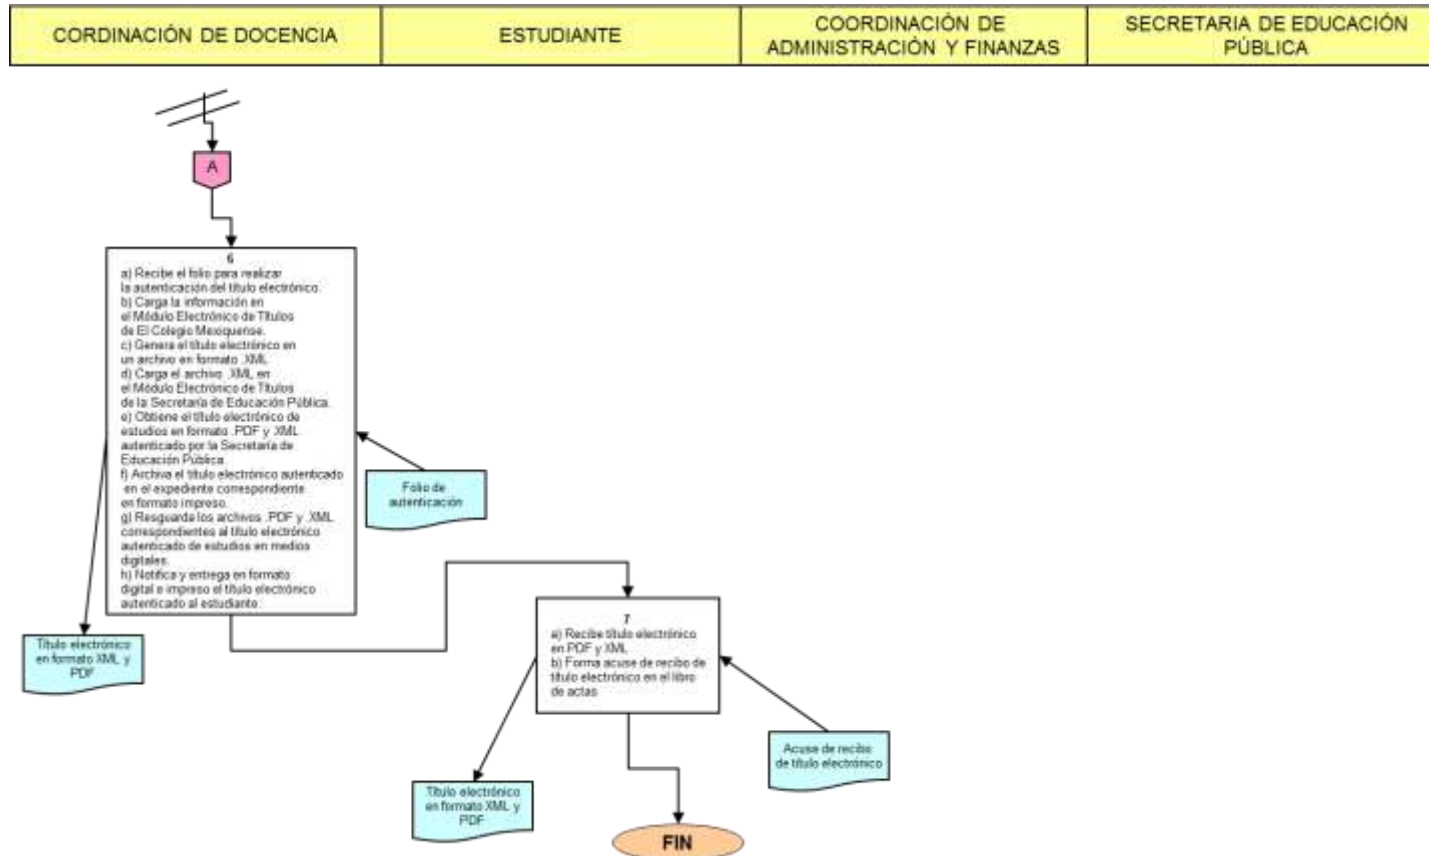 CORDINACIÓN DE DOCENCIA
ESTUDIANTE
COORDINACIÓN DE
ADMINISTRACIÓN Y FINANZAS
SECRETARIA DE EDUCACIÓN
PÚBLICA
A
6
a) Recibe el folio para realizar
la autenticación del título electrónico.
b) Carga la información en
el Módulo Electrónico de Títulos
de El Colegio Mexiquense.
c) Genera el título electrónico en
un archivo en formato .XML
d) Carga el archivo .XML en
el Módulo Electrónico de Títulos
de la Secretaría de Educación Pública.
e) Obtiene el título electrónico de
estudios en formato .PDF y .XML
autenticado por la Secretaría de
Educación Pública.
f) Archiva el título electrónico autenticado
en el expediente correspondiente
en formato impreso.
g) Resguarda los archivos .PDF y .XML
correspondientes al título electrónico
autenticado de estudios en medios
digitales.
h) Notifica y entrega en formato
digital e impreso el título electrónico
autenticado al estudiante.
Folio de
autenticación
Título electrónico
en formato XML y
PDF
7
a) Recibe título electrónico
en PDF y XML
b) Forma acuse de recibo de
título electrónico en el libro
de actas
Acuse de recibo
de título electrónico
Título electrónico
en formato XML y
PDF
FIN